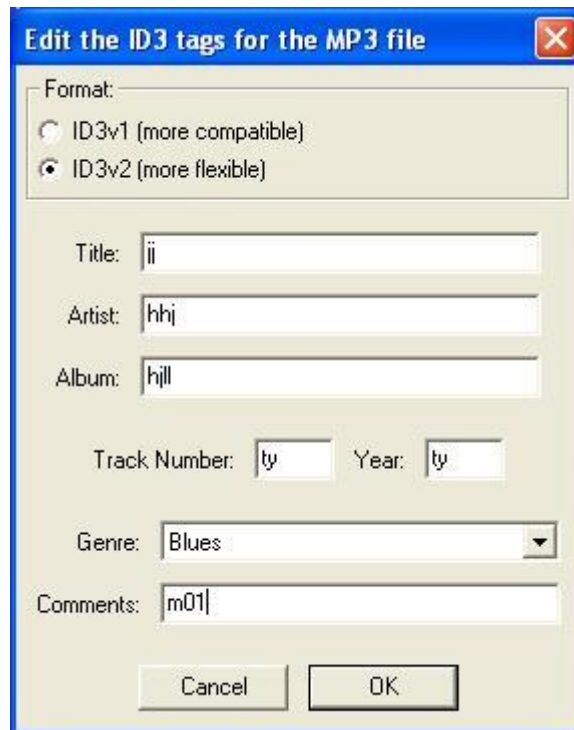 Edit the ID3 tags for the MP3 file
Format:
ID3v1 (more compatible)
ID3v2 (more flexible)
Title: jj
Artist: hhj
Album: hjll
Track Number: ty Year: ty
Genre: Blues
Comments: m01
Cancel OK